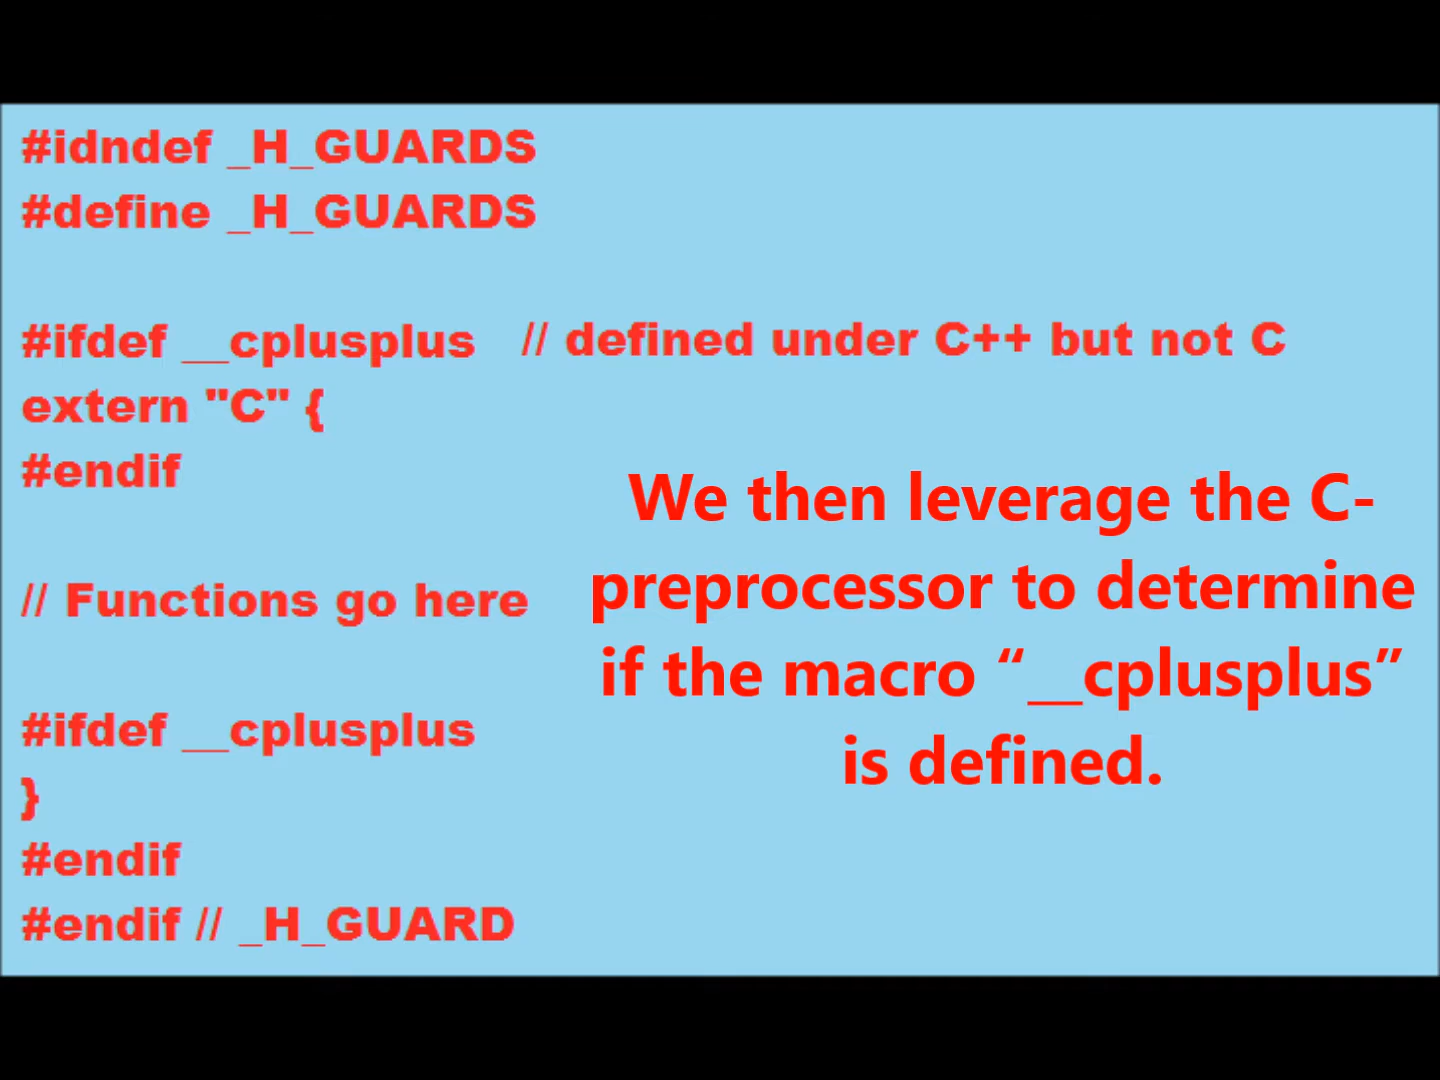 #idndef _H_GUARDS
#define _H_GUARDS
#ifdef __cplusplus // defined under C++ but not C
extern "C" {
#endif
// Functions go here
#ifdef __cplusplus
}
#endif
#endif // _H_GUARD
We then leverage the C-
preprocessor to determine
if the macro “__cplusplus”
is defined.